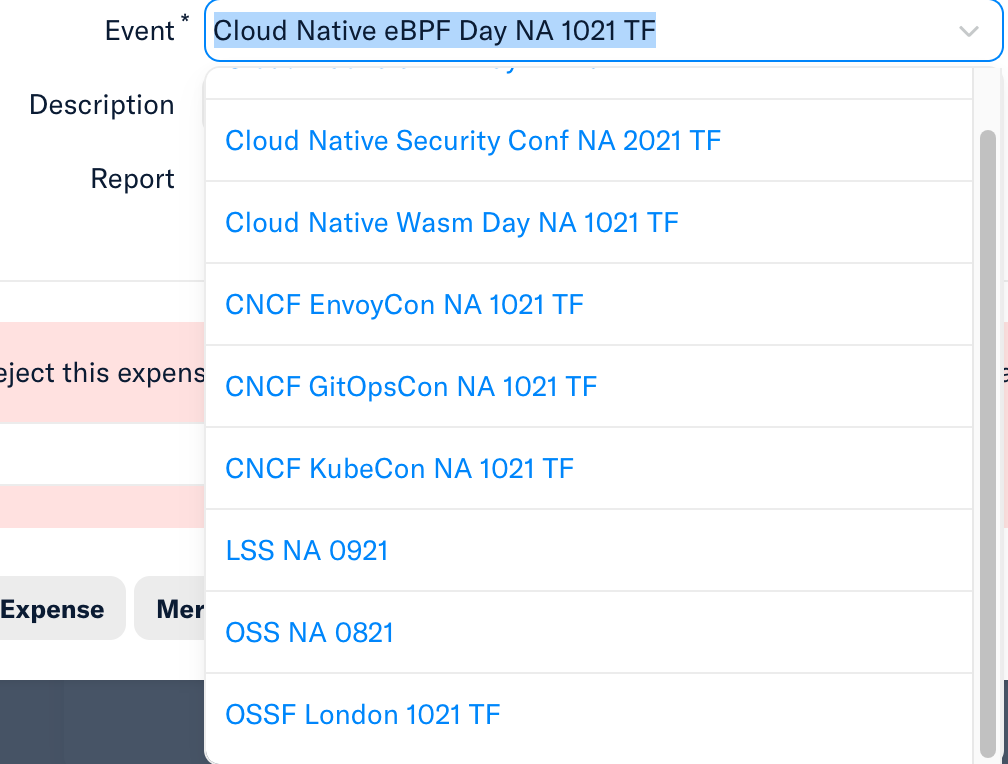 Event *
Cloud Native eBPF Day NA 1021 TF
Description
Cloud Native Security Conf NA 2021 TF
Report
Cloud Native Wasm Day NA 1021 TF
CNCF EnvoyCon NA 1021 TF
eject this expens
CNCF GitOpsCon NA 1021 TF
CNCF KubeCon NA 1021 TF
LSS NA 0921
Expense
Mer
OSS NA 0821
OSSF London 1021 TF